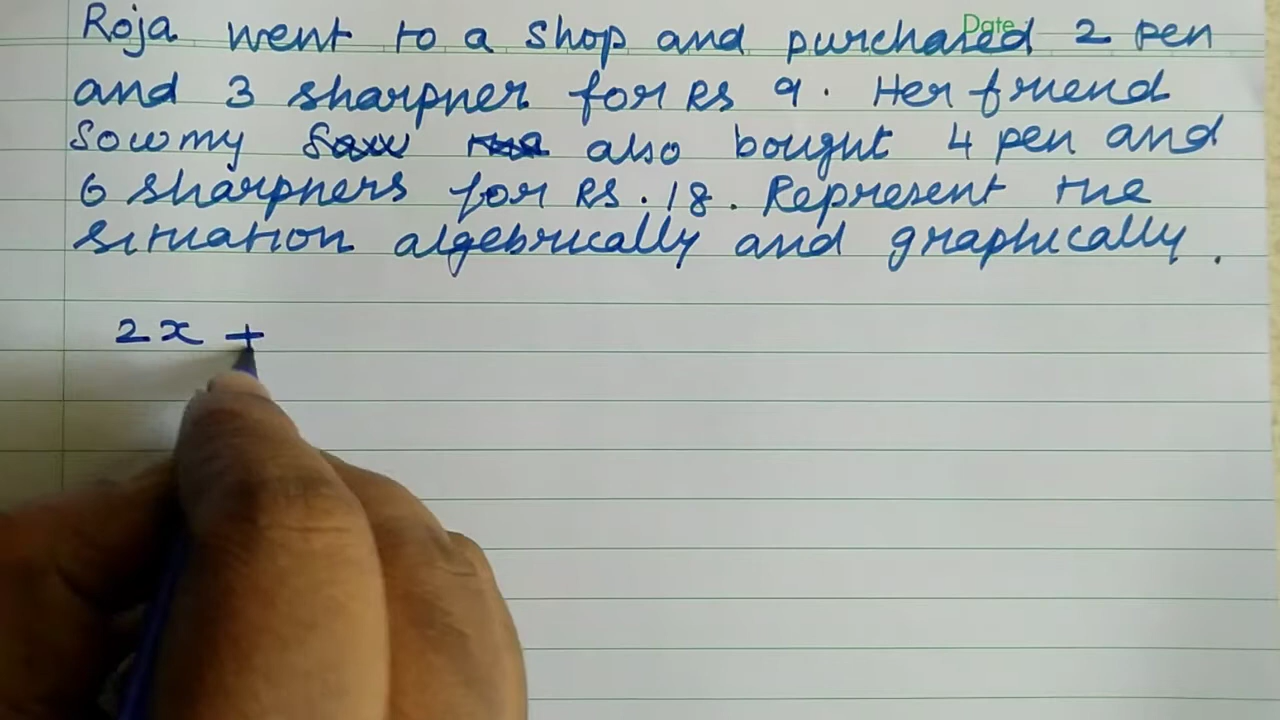 Date
Roja went to a shop and purchased 2 pen
and 3 sharpner for Rs 9. Her friend
Sowmy also bought 4 pen and
6 sharpners for Rs. 18. Represent the
situation algebrically and graphically.
2x +